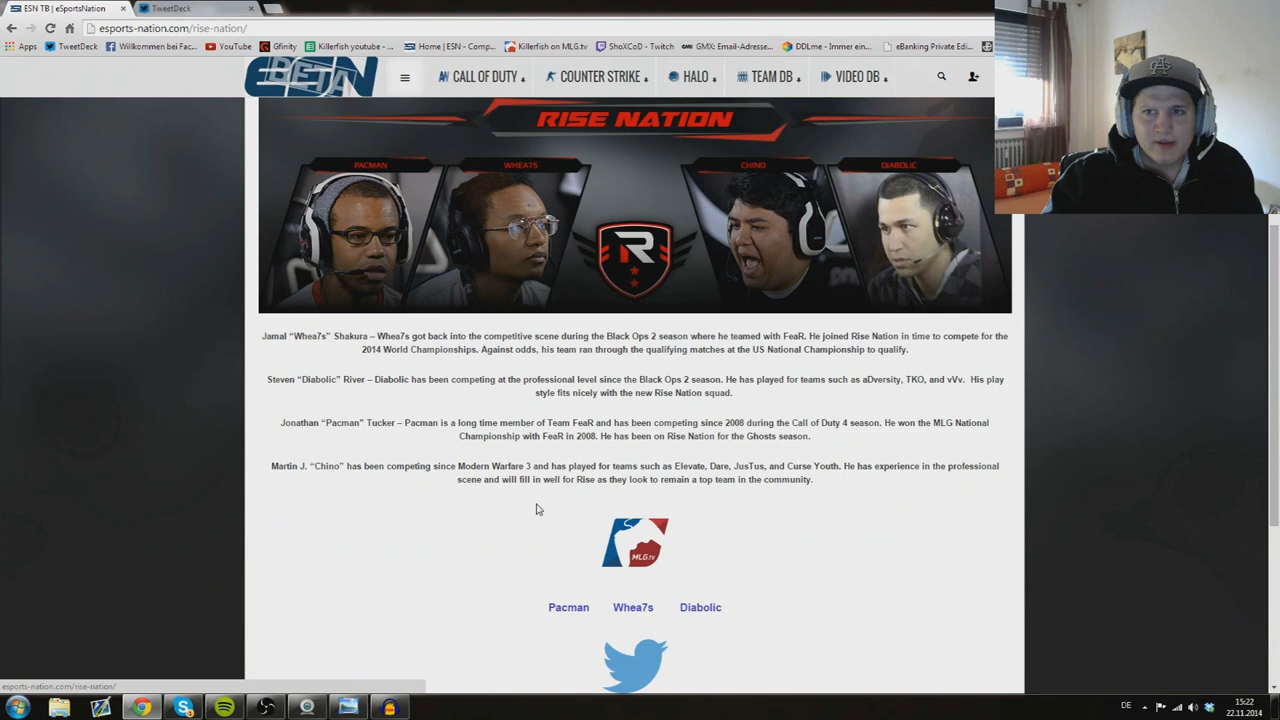 ESN TB | eSportsNation
TweetDeck
esports-nation.com/rise-nation/
Apps TweetDeck Willkommen bei Fac... YouTube Gfinity Killerfish youtube - ... Home | ESN - Comp... Killerfish on MLG.tv ShoXCoD - Twitch GMX: Email-Adresse... DDLme - Immer ein... eBanking Private Edi...
BETA CALL OF DUTY COUNTER STRIKE HALO TEAM DB VIDEO DB
RISE NATION
PACMAN WHEA7S CHINO DIABOLIC
R
Jamal “Whea7s” Shakura – Whea7s got back into the competitive scene during the Black Ops 2 season where he teamed with FeaR. He joined Rise Nation in time to compete for the
2014 World Championships. Against odds, his team ran through the qualifying matches at the US National Championship to qualify.
Steven “Diabolic” River – Diabolic has been competing at the professional level since the Black Ops 2 season. He has played for teams such as aDversity, TKO, and vVv. His play
style fits nicely with the new Rise Nation squad.
Jonathan “Pacman” Tucker – Pacman is a long time member of Team FeaR and has been competing since 2008 during the Call of Duty 4 season. He won the MLG National
Championship with FeaR in 2008. He has been on Rise Nation for the Ghosts season.
Martin J. “Chino” has been competing since Modern Warfare 3 and has played for teams such as Elevate, Dare, JusTus, and Curse Youth. He has experience in the professional
scene and will fill in well for Rise as they look to remain a top team in the community.
MLG.TV
Pacman Whea7s Diabolic
esports-nation.com/rise-nation/
DE 15:22
22.11.2014